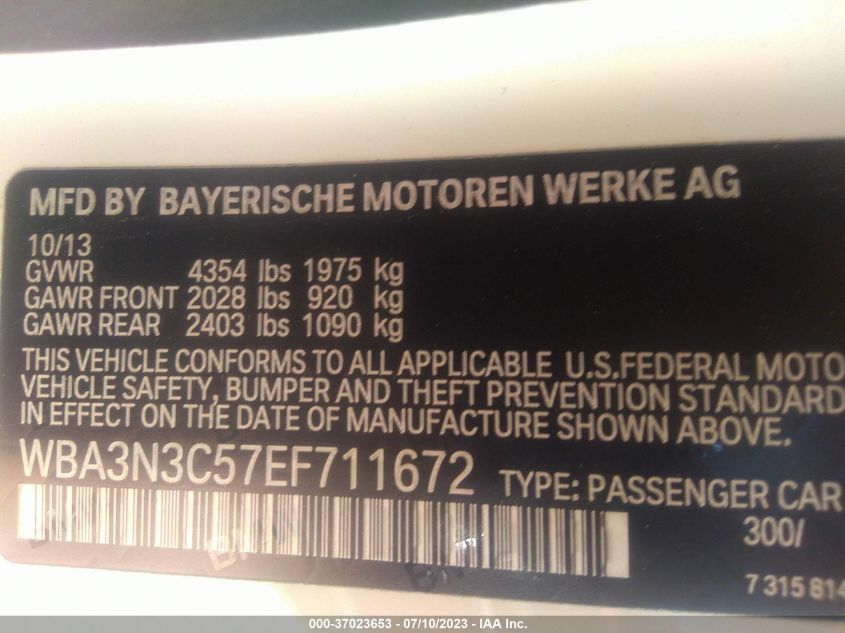 MFD BY BAYERISCHE MOTOREN WERKE AG
10/13
GVWR 4354 lbs 1975 kg
GAWR FRONT 2028 lbs 920 kg
GAWR REAR 2403 lbs 1090 kg
THIS VEHICLE CONFORMS TO ALL APPLICABLE U.S.FEDERAL MOTO
VEHICLE SAFETY, BUMPER AND THEFT PREVENTION STANDARD
IN EFFECT ON THE DATE OF MANUFACTURE SHOWN ABOVE.
WBA3N3C57EF711672 TYPE: PASSENGER CAR
300/
7 315 814
000-37023653 - 07/10/2023 - IAA Inc.